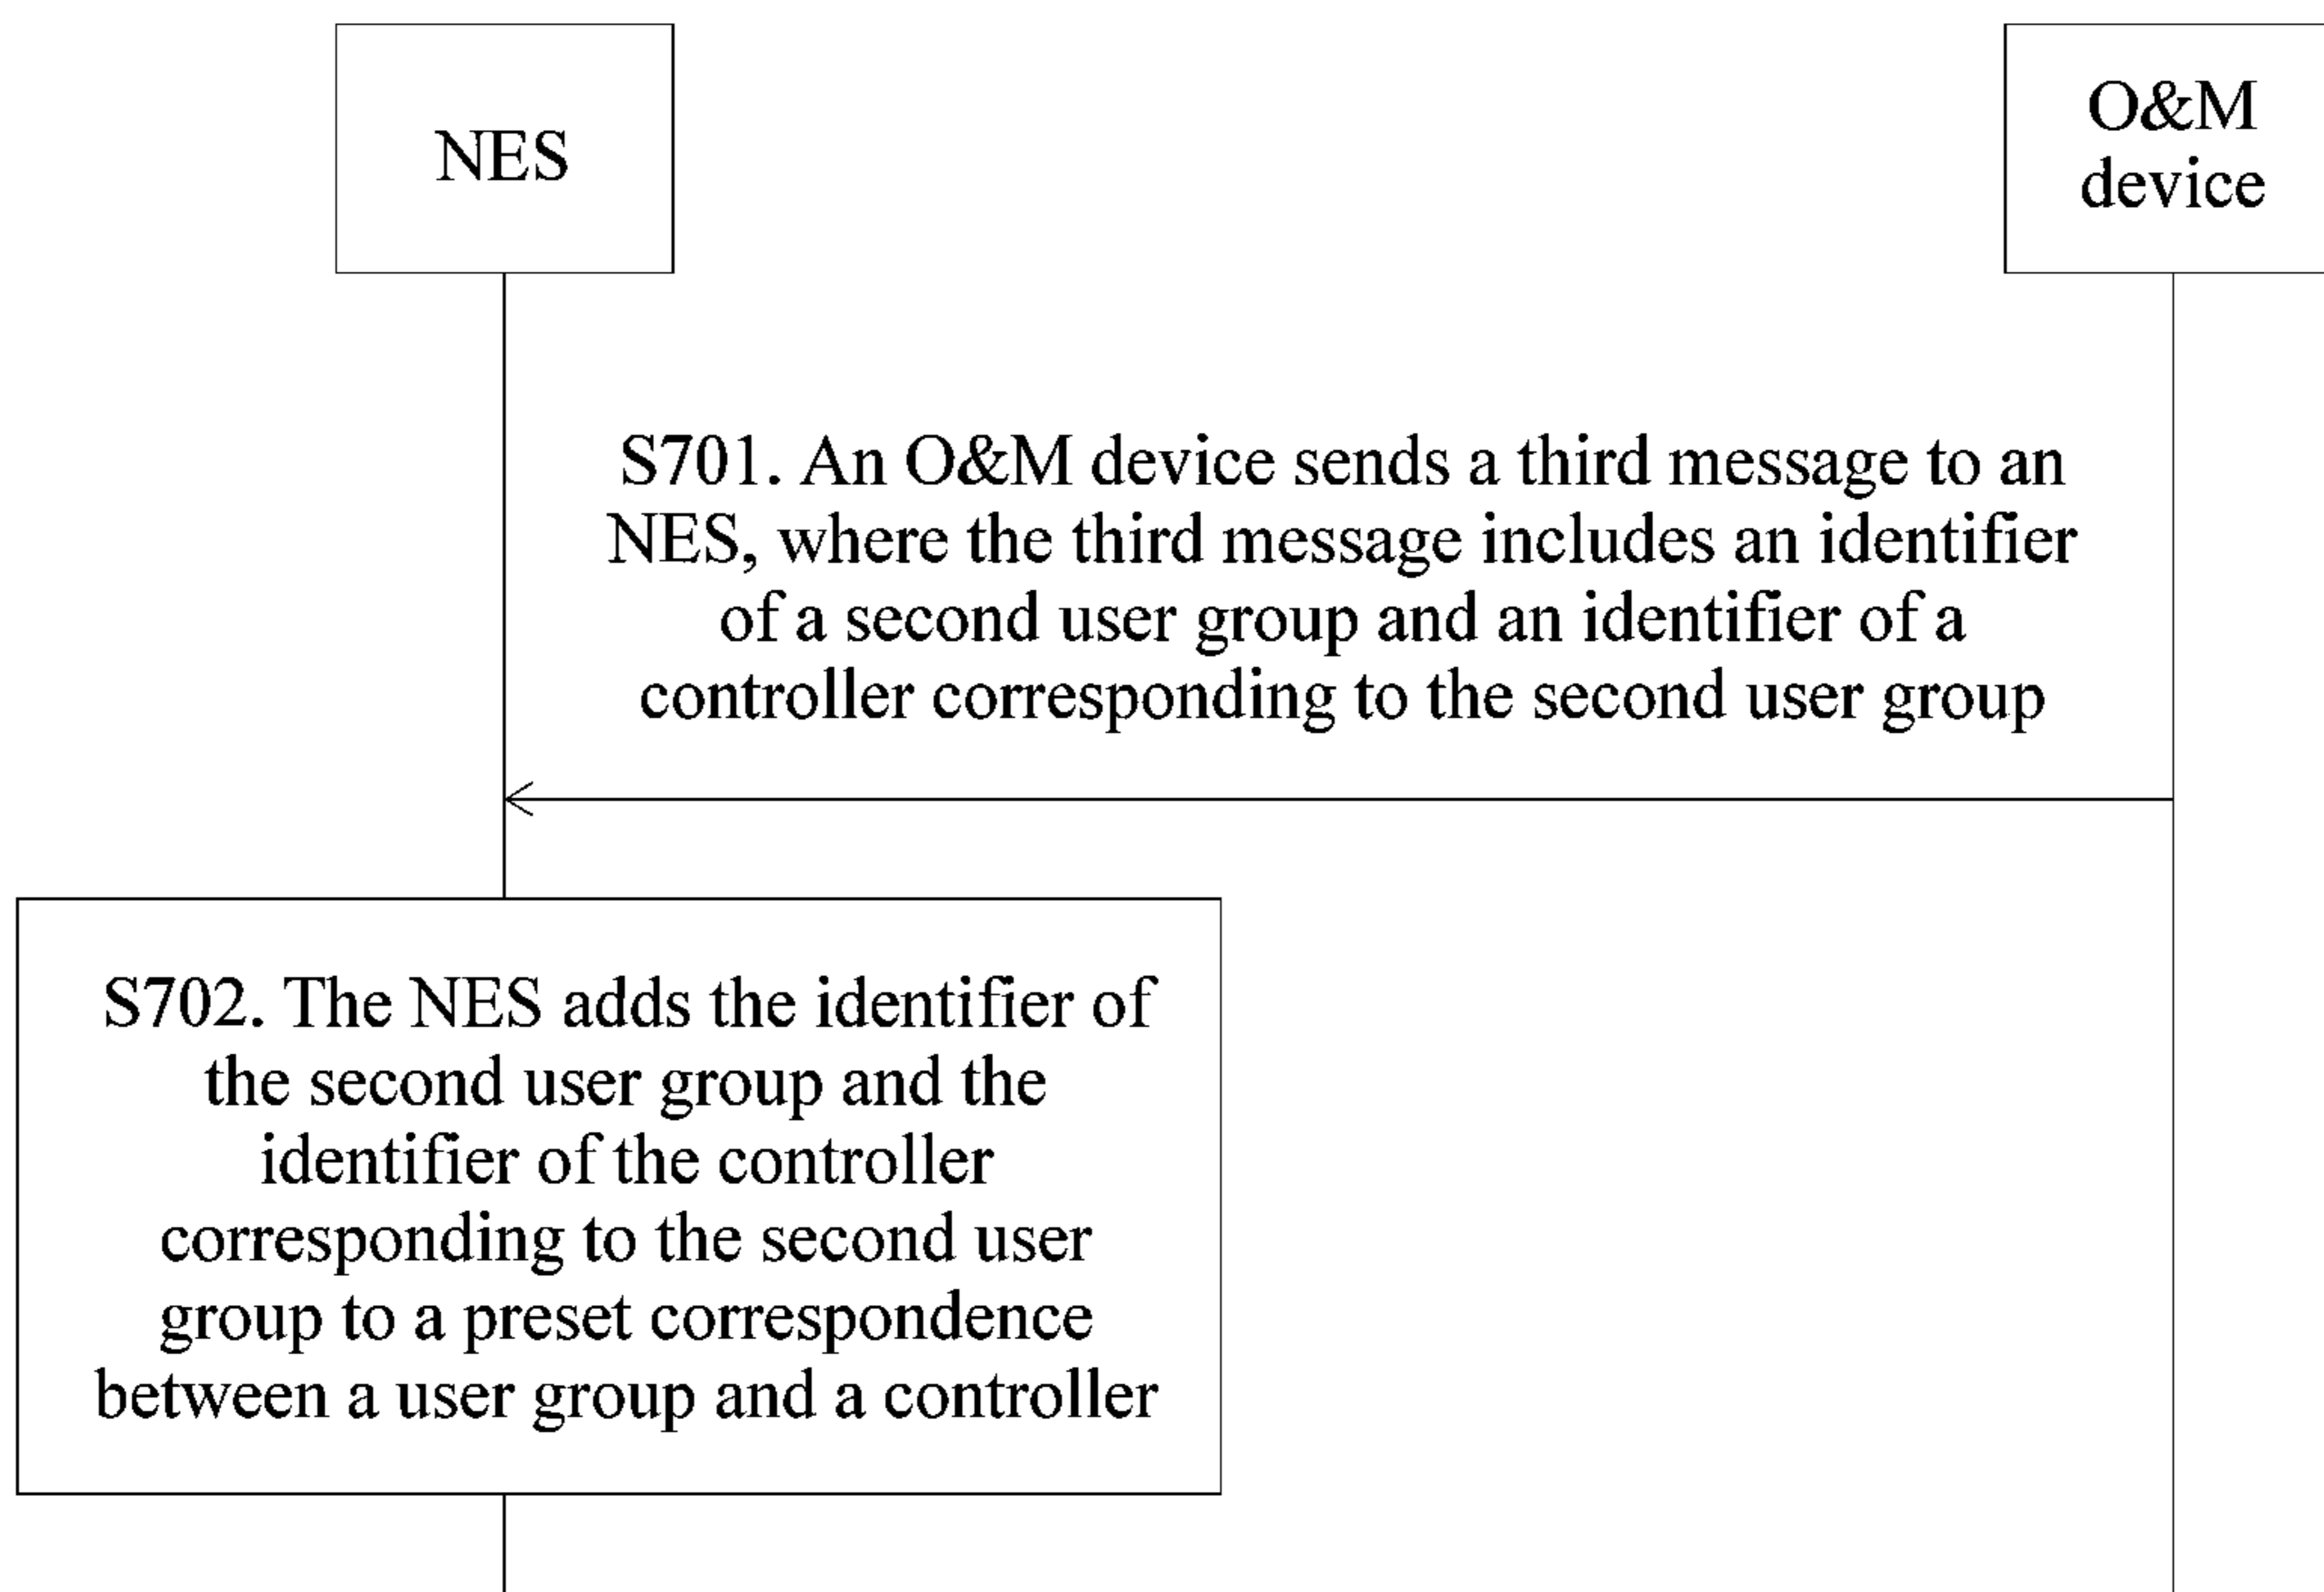 NES
O&M
device
S701. An O&M device sends a third message to an
NES, where the third message includes an identifier
of a second user group and an identifier of a
controller corresponding to the second user group
S702. The NES adds the identifier of
the second user group and the
identifier of the controller
corresponding to the second user
group to a preset correspondence
between a user group and a controller